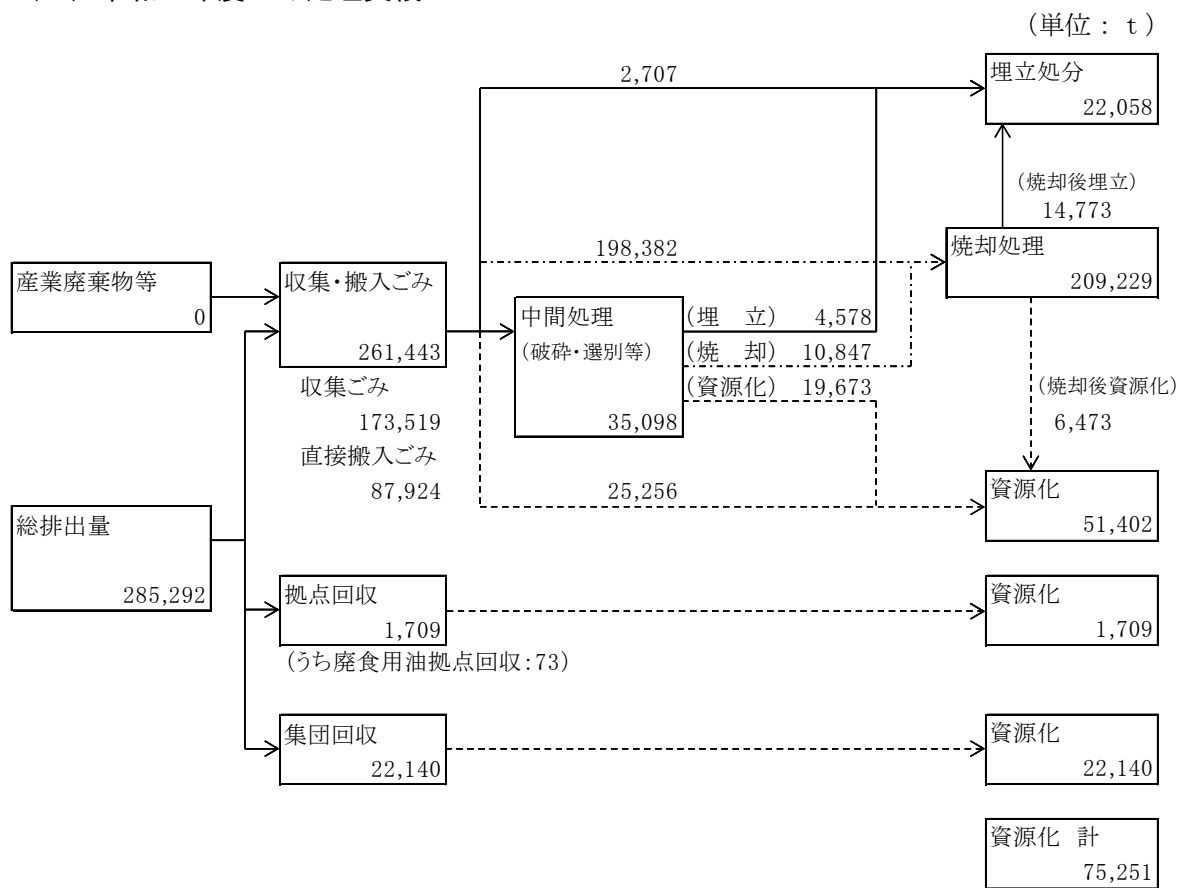 （単位：ｔ）
2,707
埋立処分
22,058
（焼却後埋立）
14,773
198,382
焼却処理
209,229
産業廃棄物等
0
収集・搬入ごみ
261,443
中間処理
（破砕・選別等）
35,098
（埋　立） 4,578
（焼　却） 10,847
（資源化） 19,673
（焼却後資源化）
6,473
収集ごみ
173,519
直接搬入ごみ
87,924
25,256
資源化
51,402
総排出量
285,292
拠点回収
1,709
（うち廃食用油拠点回収：73）
資源化
1,709
集団回収
22,140
資源化
22,140
資源化　計
75,251